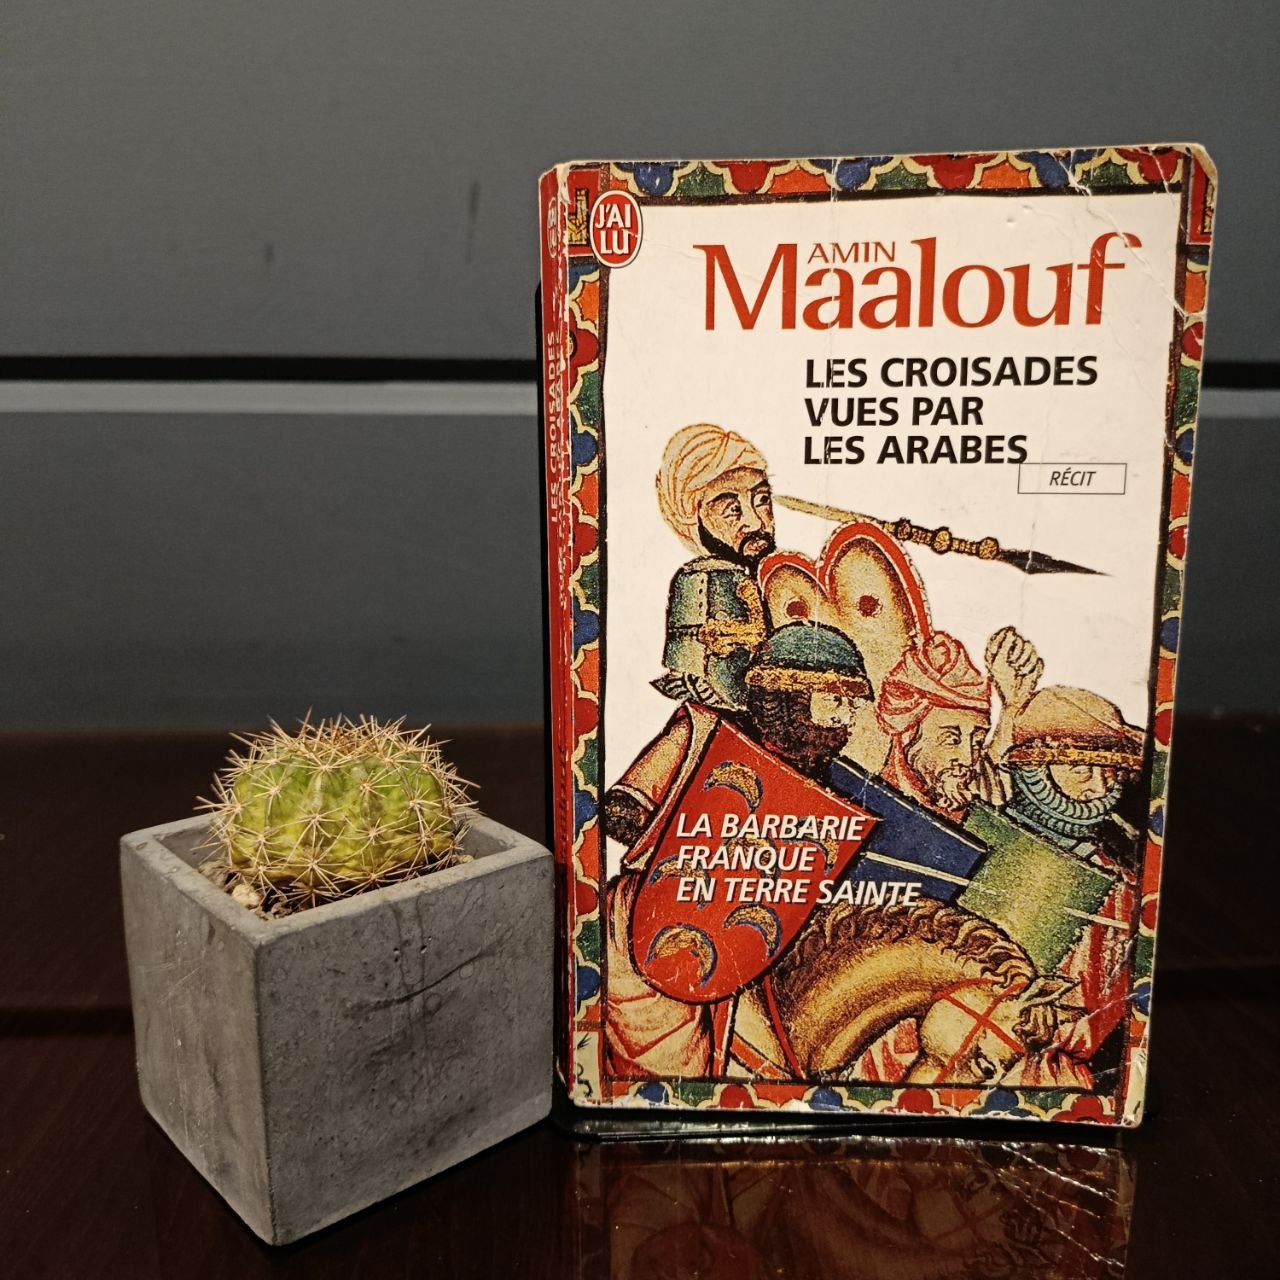 J'AI
LU
AMIN
Maalouf
LES CROISADES
VUES PAR
LES ARABES
RÉCIT
LA BARBARIE
FRANQUE
EN TERRE SAINTE
LES CROISADES